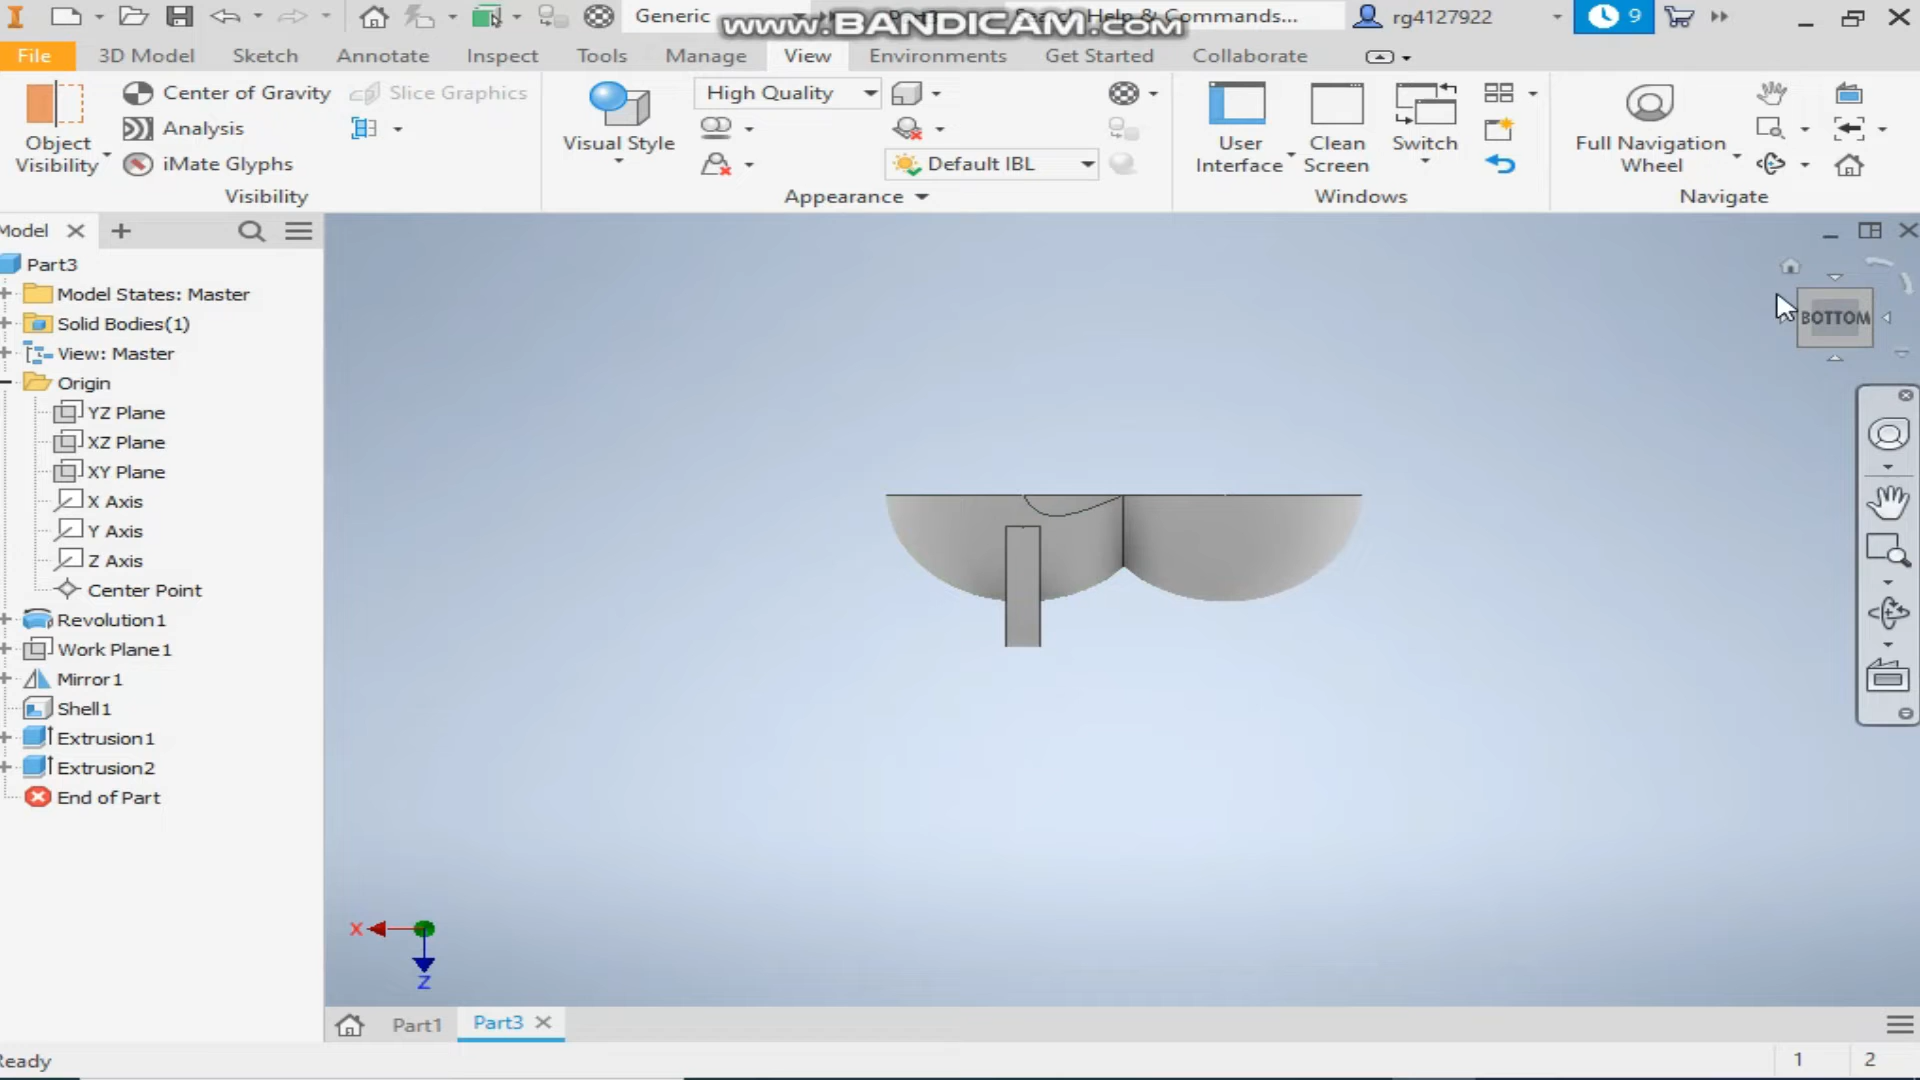 Generic
Search Help & Commands...
rg4127922
9
www.BANDICAM.com
File
3D Model
Sketch
Inspect
Annotate
Tools
Manage
View
Environments
Get Started
Collaborate
Object
Visibility
Center of Gravity
Analysis
iMate Glyphs
Slice Graphics
Visibility
Visual Style
High Quality
Default IBL
Appearance
User
Interface
Clean
Screen
Switch
Windows
Full Navigation
Wheel
Navigate
Model
Part3
Model States: Master
Solid Bodies(1)
View: Master
Origin
YZ Plane
XZ Plane
XY Plane
X Axis
Y Axis
Z Axis
Center Point
Revolution1
Work Plane1
Mirror1
Shell1
Extrusion1
Extrusion2
End of Part
BOTTOM
X
Z
Part1
Part3
Ready
1
2